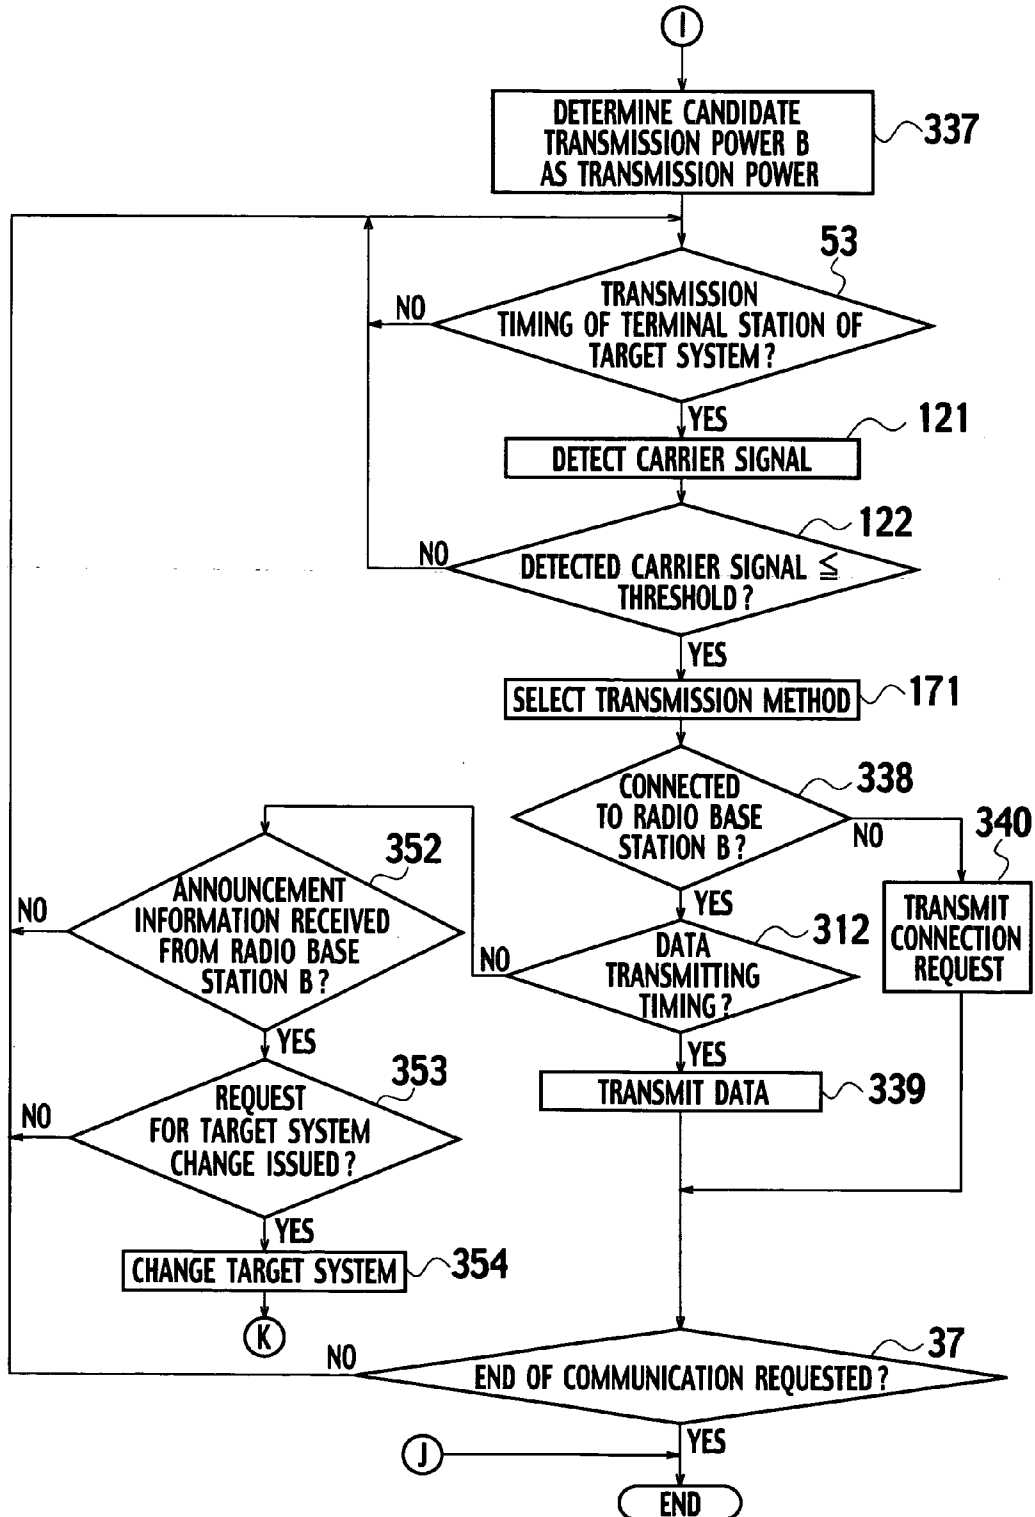 I
DETERMINE CANDIDATE
TRANSMISSION POWER B
AS TRANSMISSION POWER
337
53
TRANSMISSION
TIMING OF TERMINAL STATION OF
TARGET SYSTEM?
NO
YES
121
DETECT CARRIER SIGNAL
122
DETECTED CARRIER SIGNAL ≦
THRESHOLD?
NO
YES
SELECT TRANSMISSION METHOD
171
CONNECTED
TO RADIO BASE
STATION B?
338
NO
YES
340
TRANSMIT
CONNECTION
REQUEST
352
ANNOUNCEMENT
INFORMATION RECEIVED
FROM RADIO BASE
STATION B?
NO
YES
312
DATA
TRANSMITTING
TIMING?
NO
YES
TRANSMIT DATA
339
353
REQUEST
FOR TARGET SYSTEM
CHANGE ISSUED?
NO
YES
CHANGE TARGET SYSTEM
354
K
37
END OF COMMUNICATION REQUESTED?
NO
YES
J
END